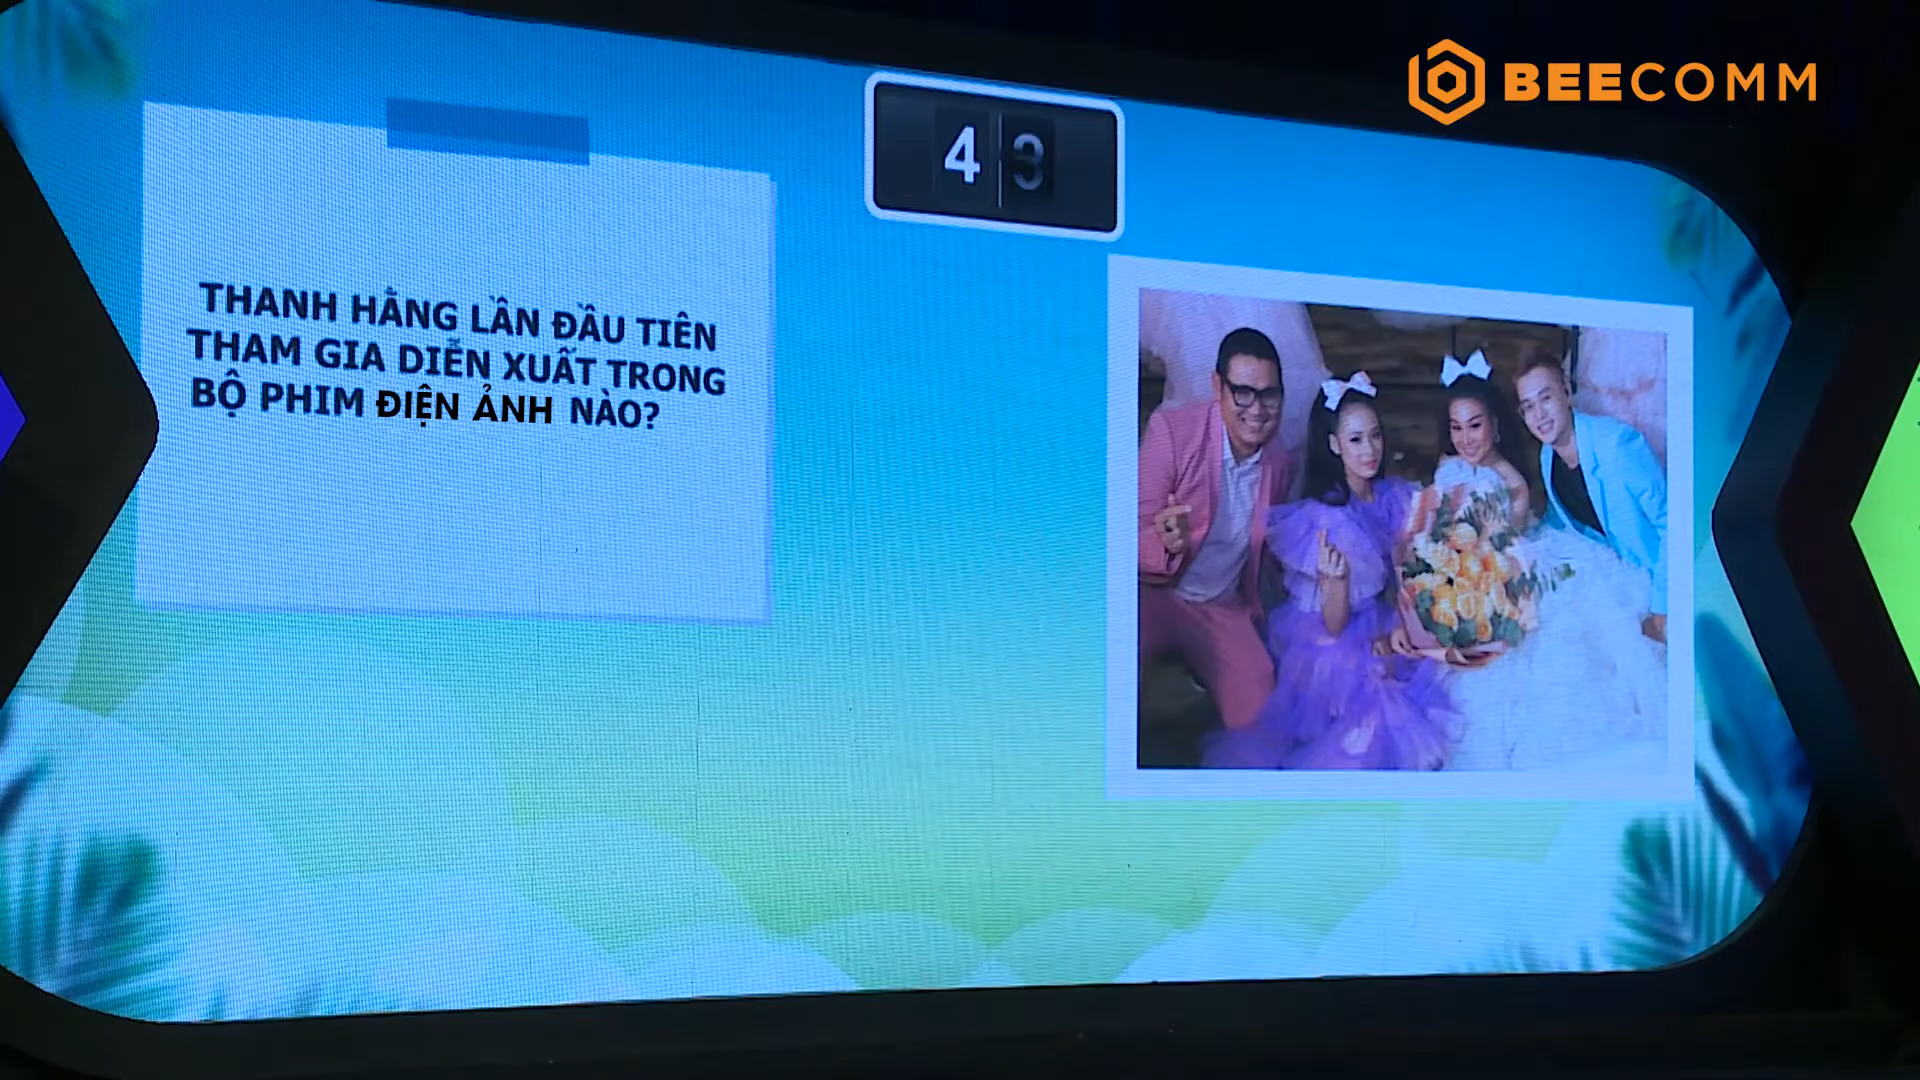 BEECOMM
43
THANH HẰNG LẦN ĐẦU TIÊN
THAM GIA DIỄN XUẤT TRONG
BỘ PHIM ĐIỆN ẢNH NÀO?